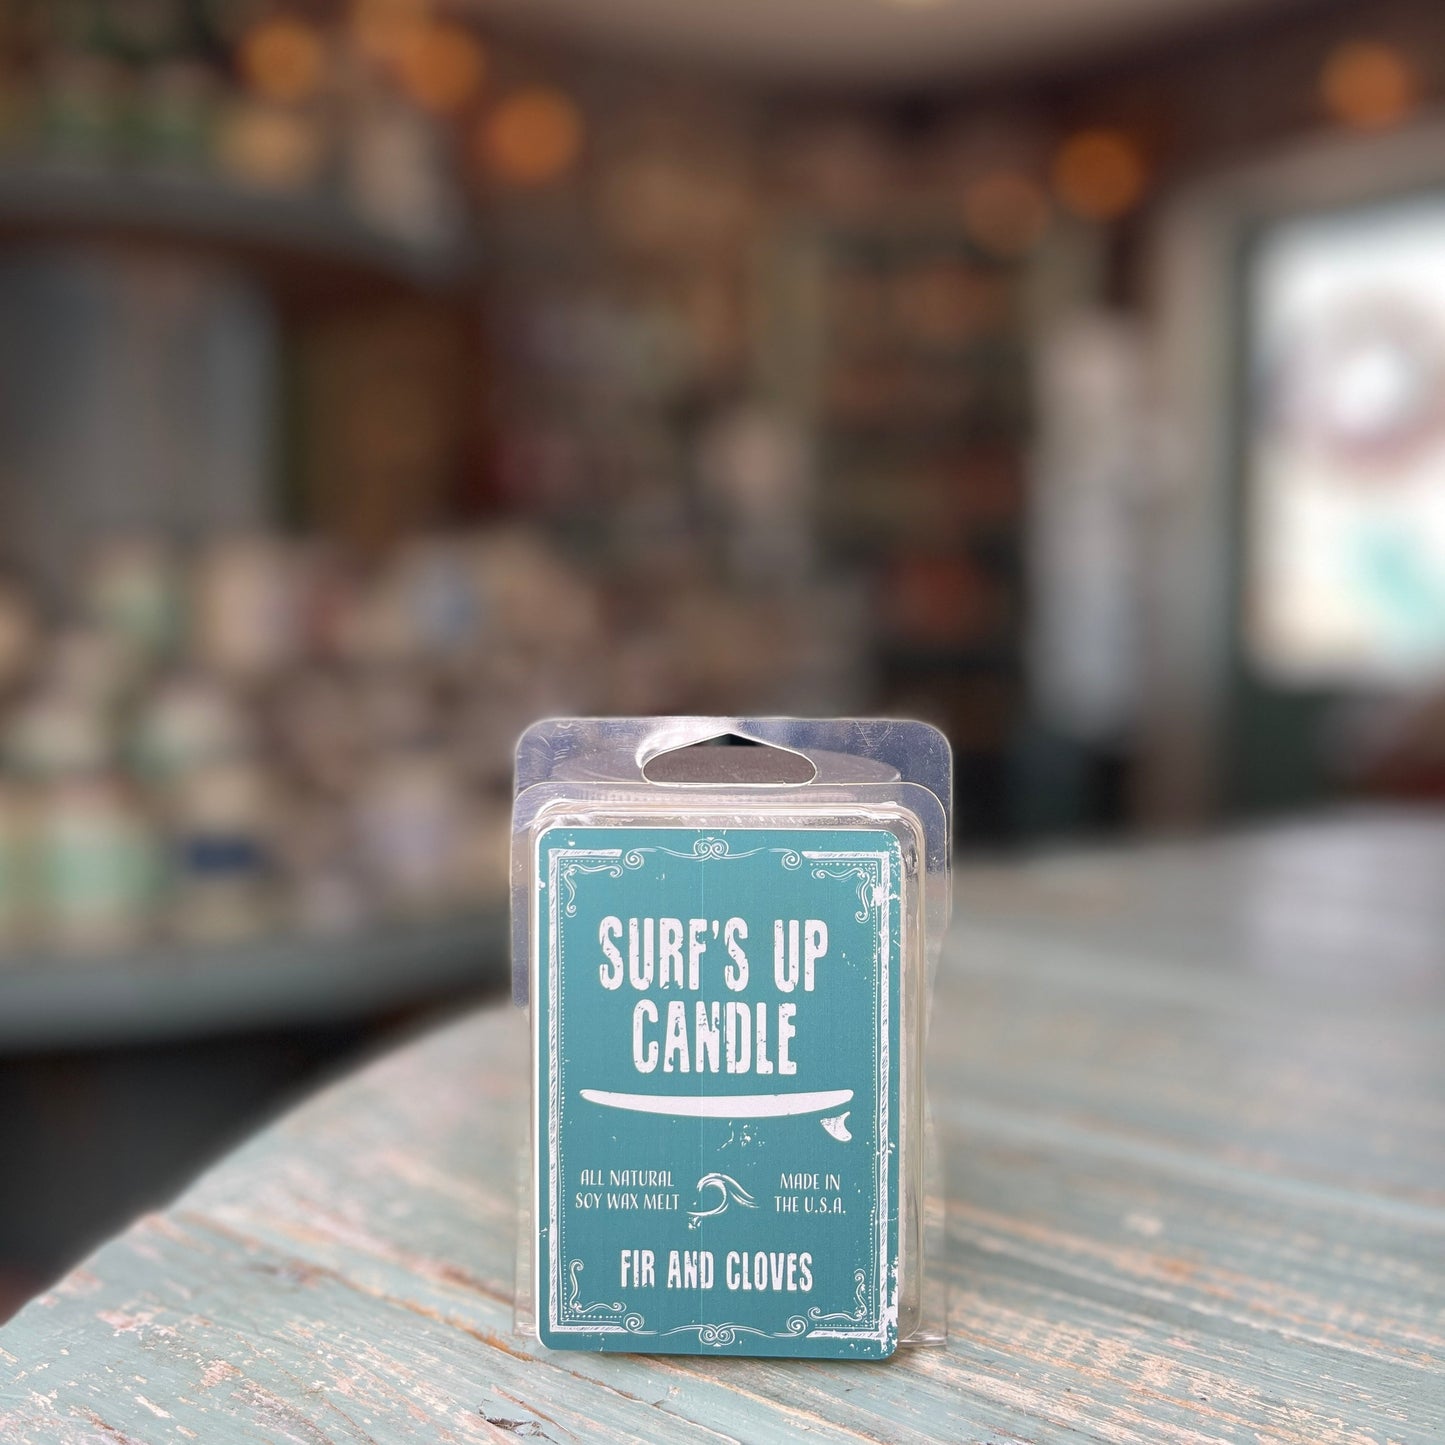 SURF'S UP
CANDLE
ALL NATURAL
SOY WAX MELT
MADE IN
THE U.S.A.
FIR AND CLOVES